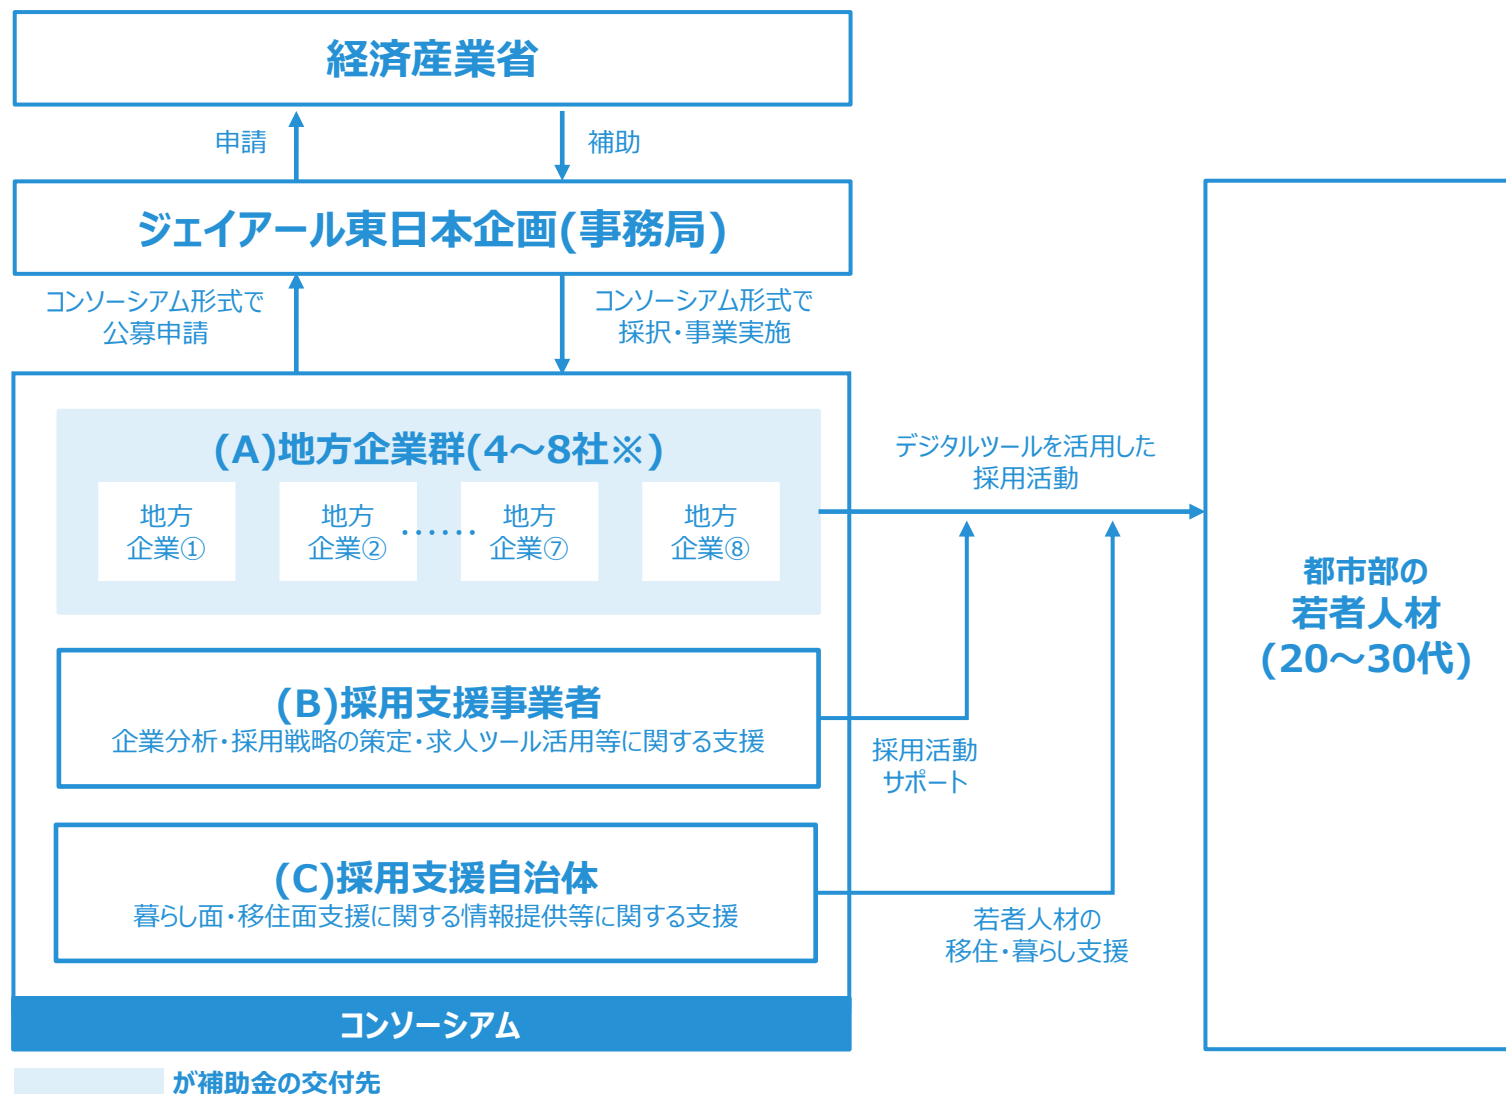 経済産業省
申請
補助
ジェイアール東日本企画(事務局)
コンソーシアム形式で
公募申請
コンソーシアム形式で
採択・事業実施
(A)地方企業群(4～8社※)
地方
企業①
地方
企業②
……
地方
企業⑦
地方
企業⑧
デジタルツールを活用した
採用活動
(B)採用支援事業者
企業分析・採用戦略の策定・求人ツール活用等に関する支援
採用活動
サポート
(C)採用支援自治体
暮らし面・移住面支援に関する情報提供等に関する支援
若者人材の
移住・暮らし支援
都市部の
若者人材
(20～30代)
コンソーシアム
が補助金の交付先